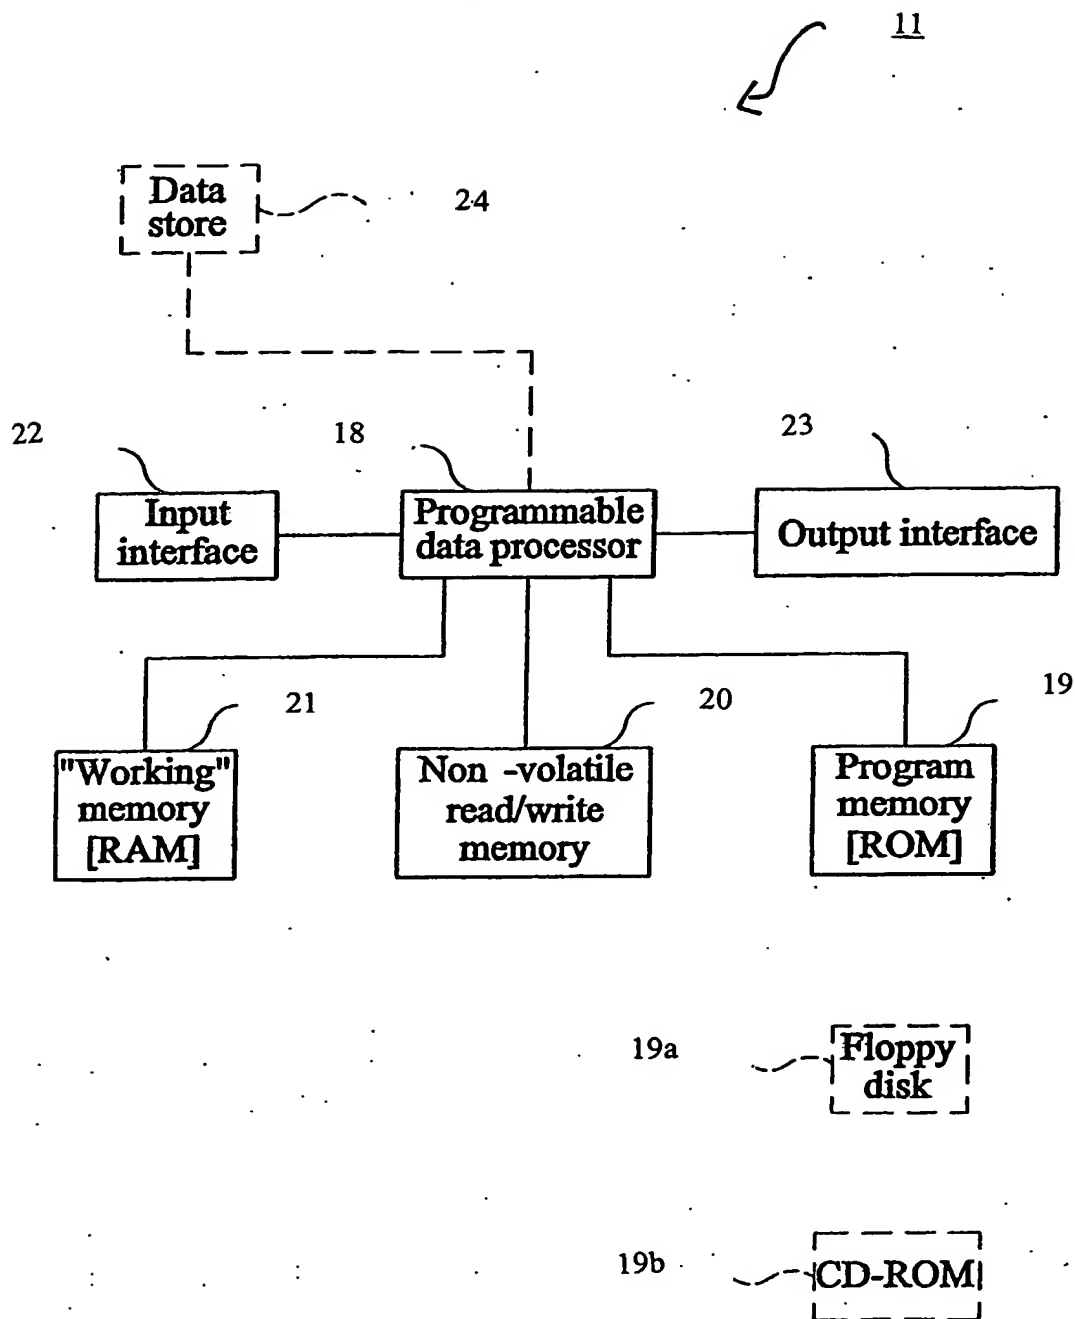 11
Data
store
24
22
18
23
Input
interface
Programmable
data processor
Output interface
21
20
19
"Working"
memory
[RAM]
Non -volatile
read/write
memory
Program
memory
[ROM]
19a
Floppy
disk
19b
CD-ROM